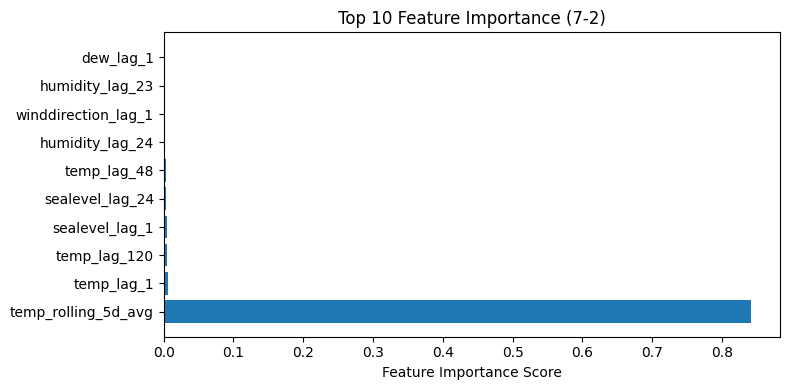 Top 10 Feature Importance (7-2)
dew_lag_1
humidity_lag_23
winddirection_lag_1
humidity_lag_24
temp_lag_48
sealevel_lag_24
sealevel_lag_1
temp_lag_120
temp_lag_1
temp_rolling_5d_avg
0.0 0.1 0.2 0.3 0.4 0.5 0.6 0.7 0.8
Feature Importance Score